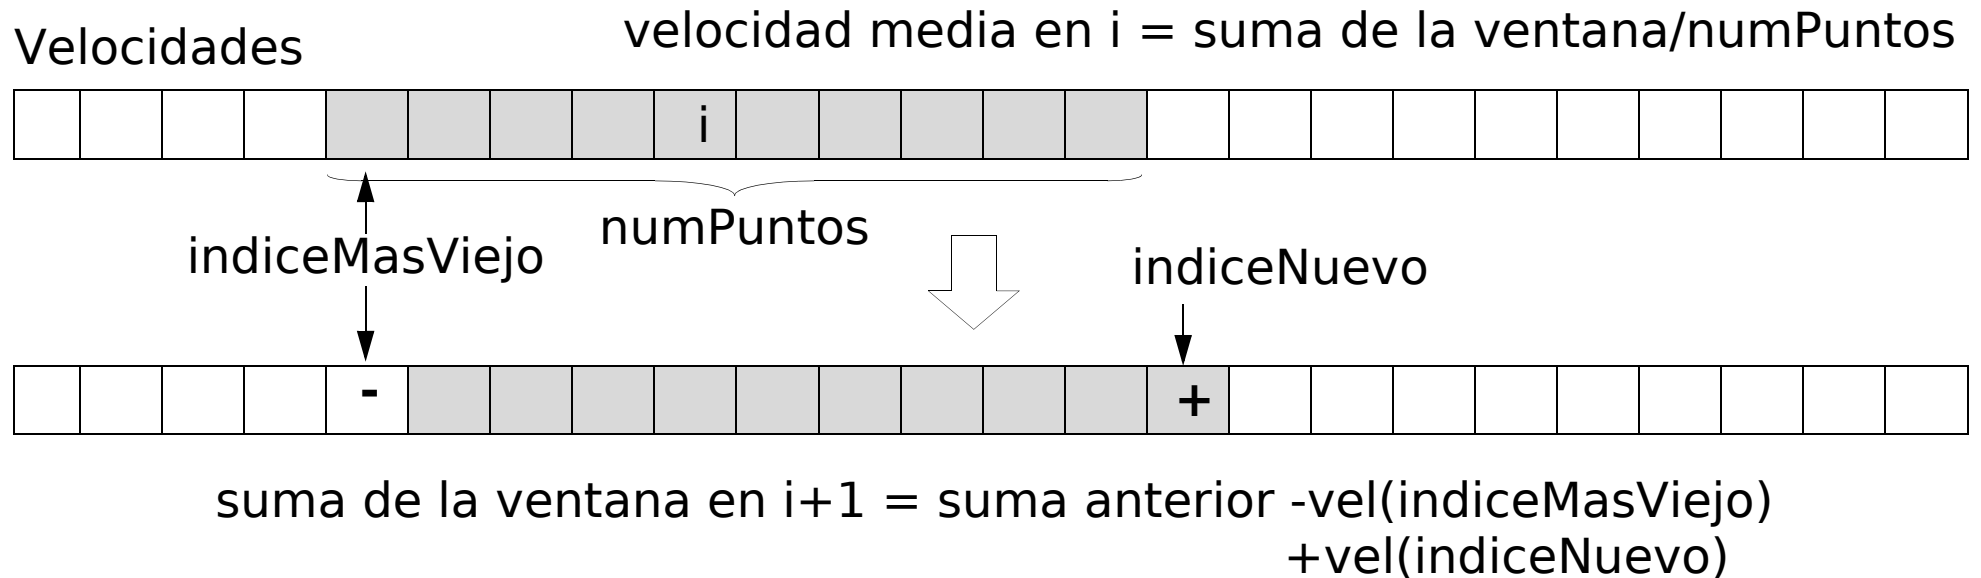 Velocidades
velocidad media en i = suma de la ventana/numPuntos
i
numPuntos
indiceMasViejo
indiceNuevo
-
+
suma de la ventana en i+1 = suma anterior -vel(indiceMasViejo)
+vel(indiceNuevo)